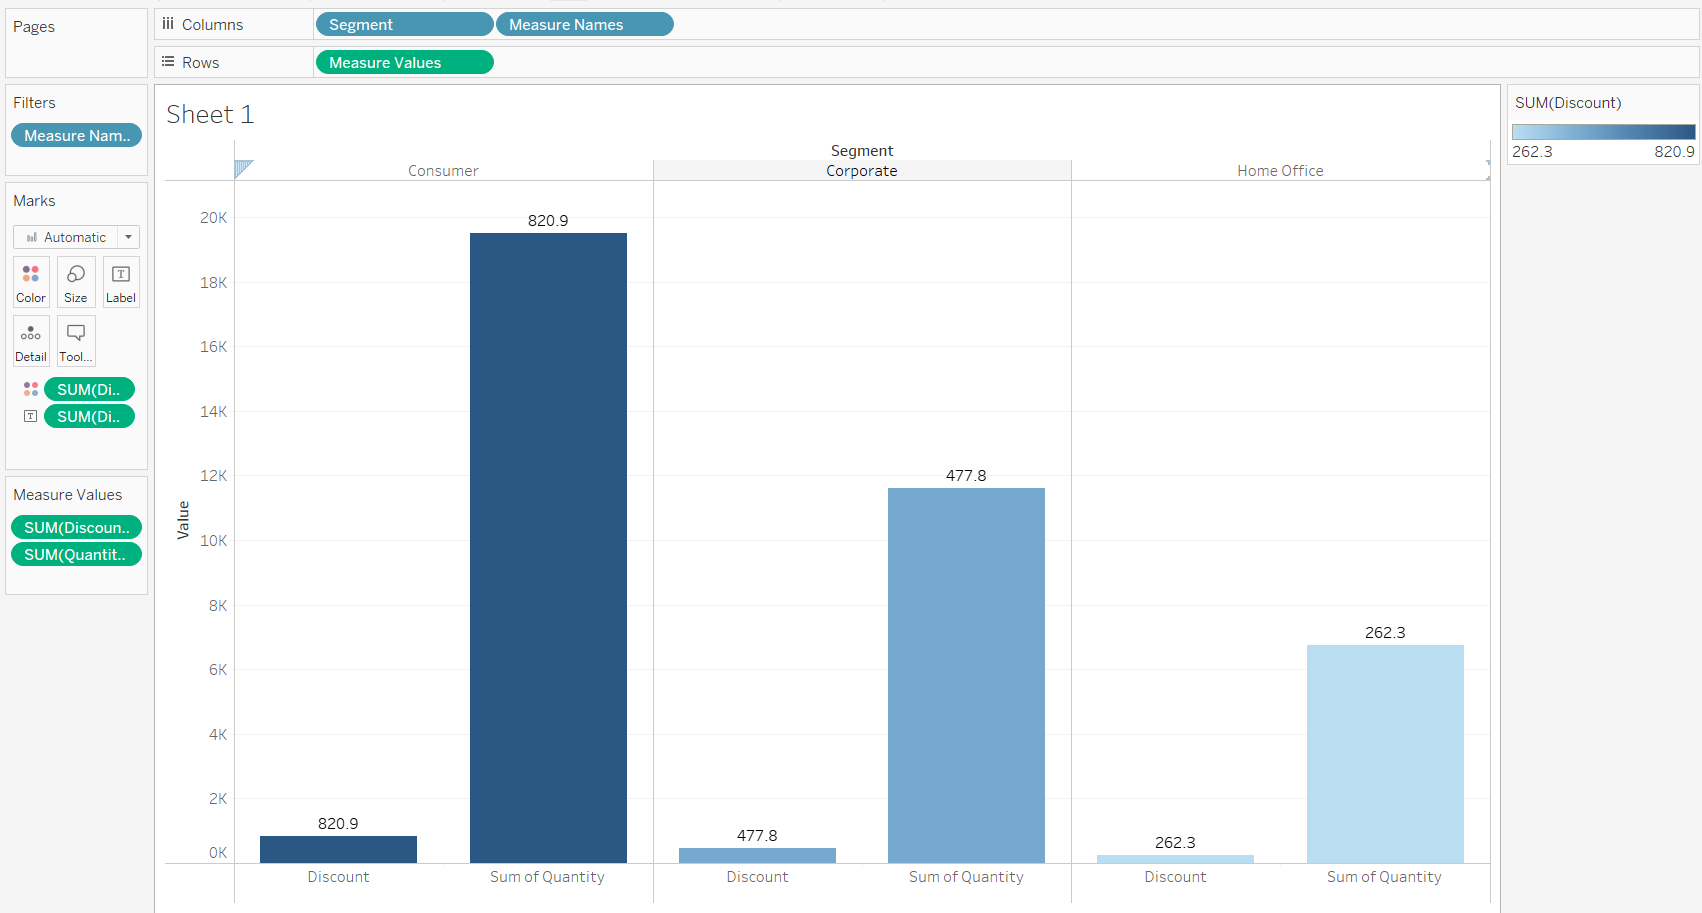 Pages
Columns
Segment
Measure Names
Rows
Measure Values
Filters
Measure Nam..
Marks
Automatic
Color
Size
T
Label
Detail
Tool...
SUM(Di..
T
SUM(Di..
Measure Values
SUM(Discoun..
SUM(Quantit..
Sheet 1
Segment
Consumer
Corporate
Home Office
Value
20K
18K
16K
14K
12K
10K
8K
6K
4K
2K
0K
820.9
820.9
477.8
477.8
262.3
262.3
Discount
Sum of Quantity
Discount
Sum of Quantity
Discount
Sum of Quantity
SUM(Discount)
262.3
820.9